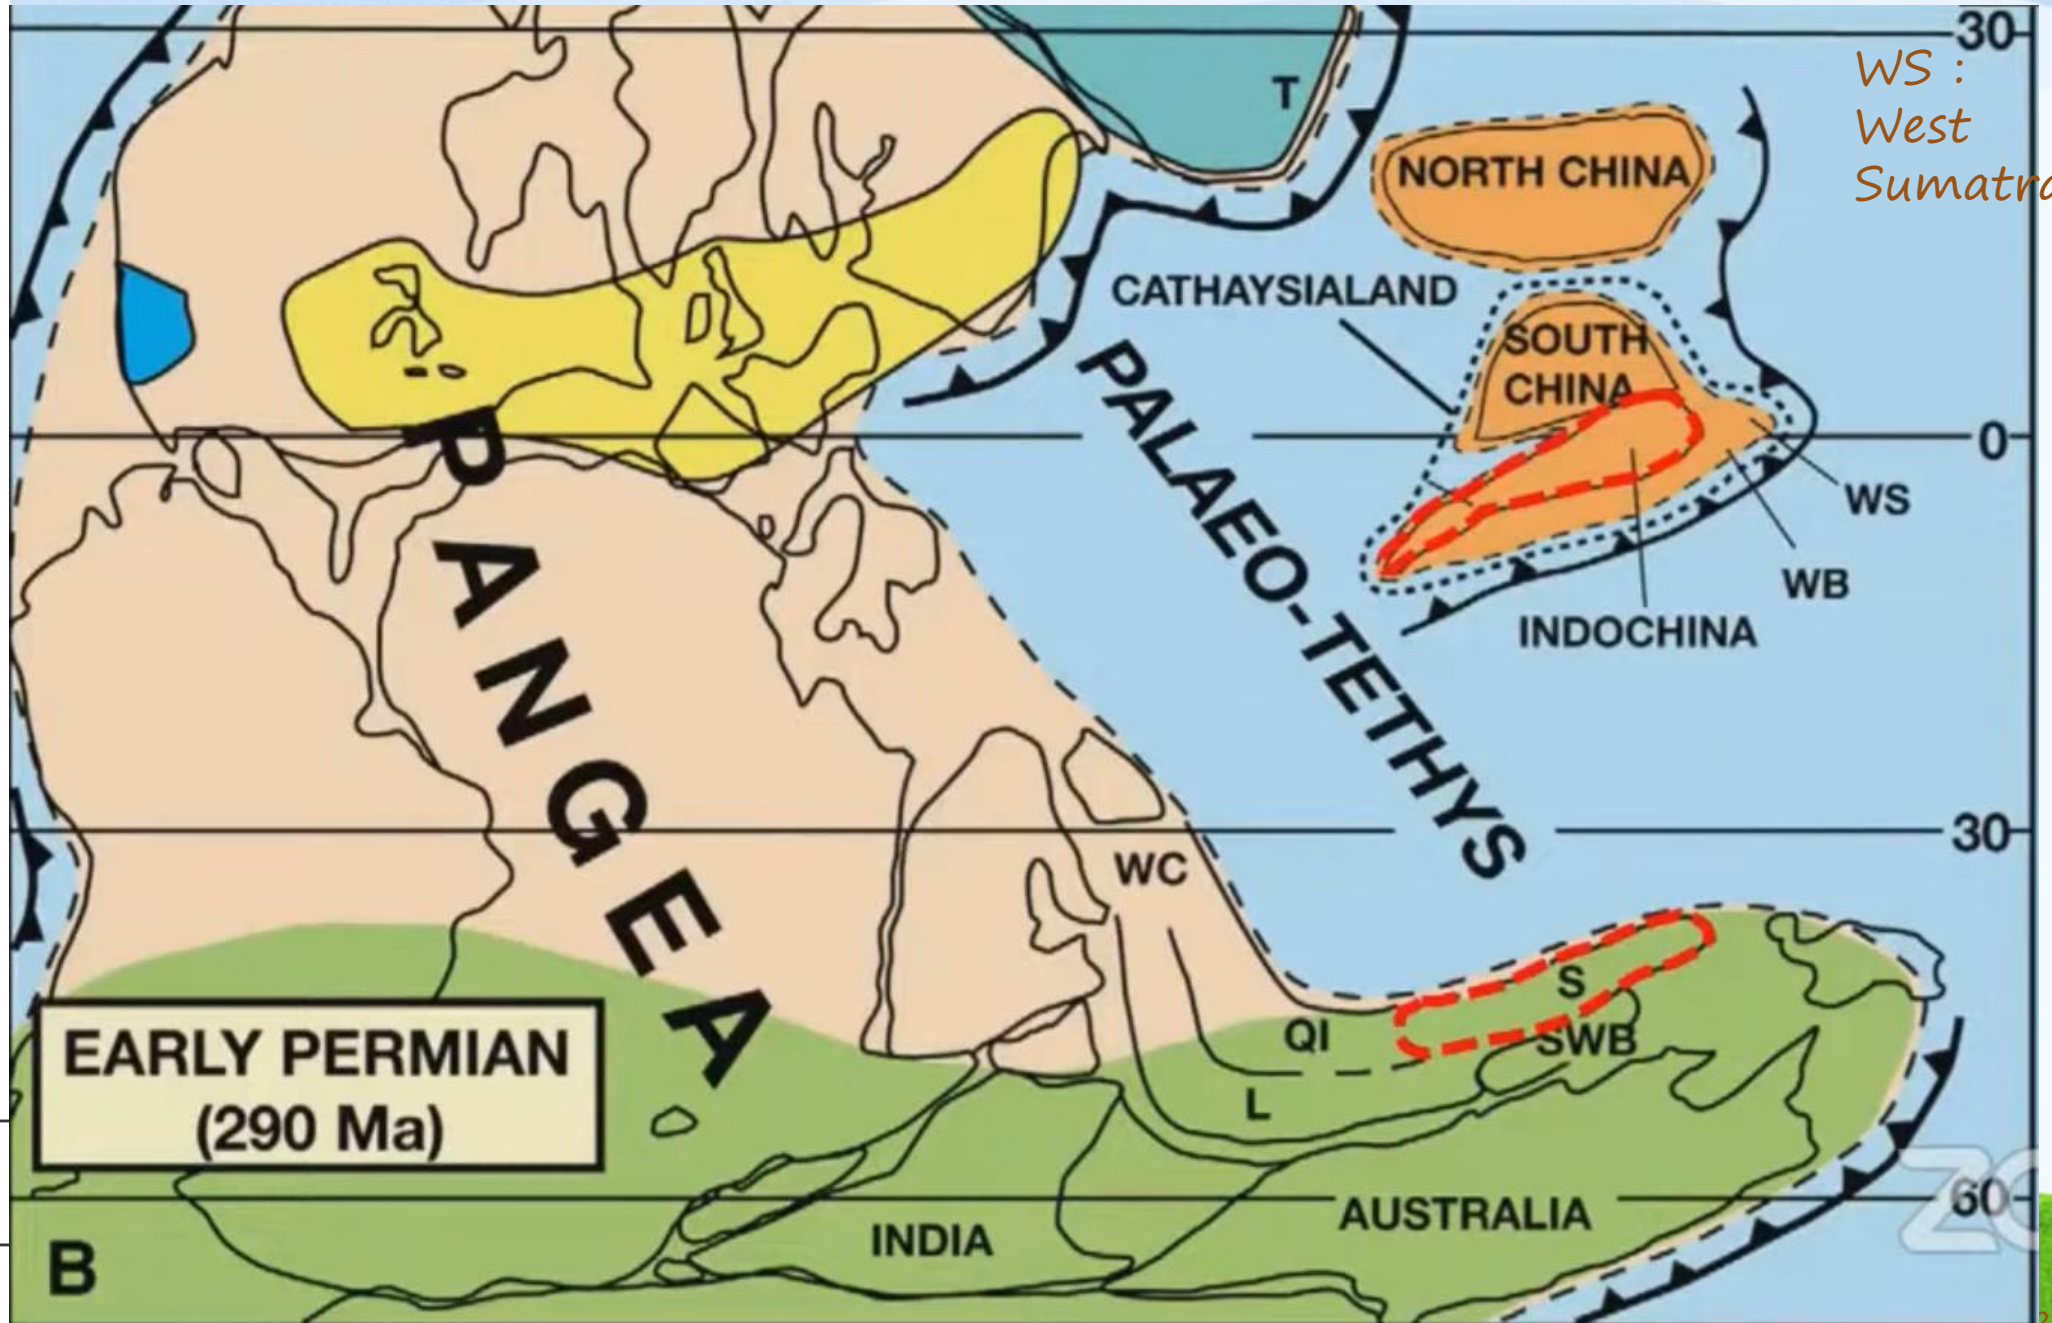 30
WS :
West
Sumatra
T
NORTH CHINA
CATHAYSIALAND
SOUTH
CHINA
0
PALAEO-TETHYS
WS
WB
INDOCHINA
PANGEA
30
WC
S
QI
SWB
L
EARLY PERMIAN
(290 Ma)
60
AUSTRALIA
INDIA
B